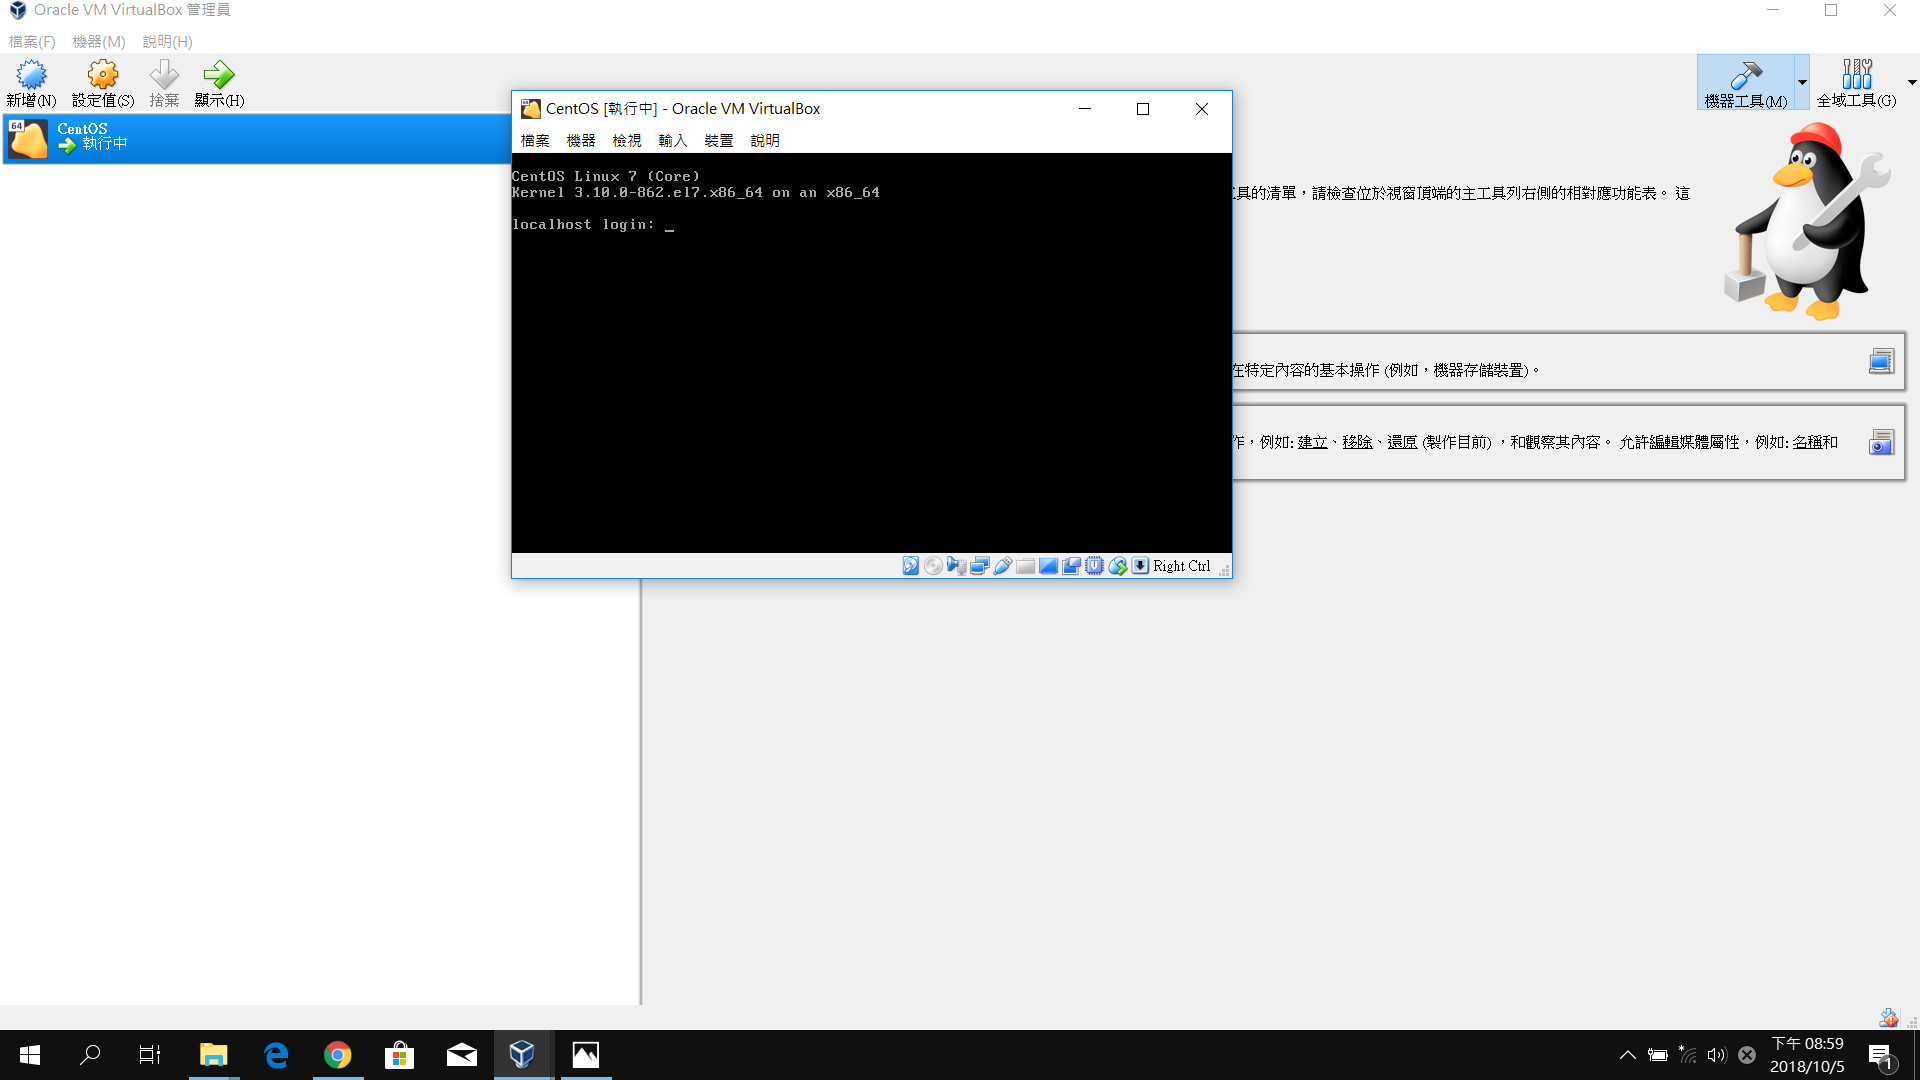 Oracle VM VirtualBox 管理員
檔案(F) 機器(M) 說明(H)
新增(N) 設定值(S) 捨棄 顯示(H)
機器工具(M) 全域工具(G)
64
CentOS
執行中
CentOS [執行中] - Oracle VM VirtualBox
檔案 機器 檢視 輸入 裝置 說明
CentOS Linux 7 (Core)
Kernel 3.10.0-862.el7.x86_64 on an x86_64
localhost login: _
具的清單，請檢查位於視窗頂端的主工具列右側的相對應功能表。 這
在特定內容的基本操作 (例如，機器存儲裝置)。
作，例如: 建立、移除、還原 (製作目前) ，和觀察其內容。 允許編輯媒體屬性，例如: 名稱和
Right Ctrl
下午 08:59
2018/10/5
1